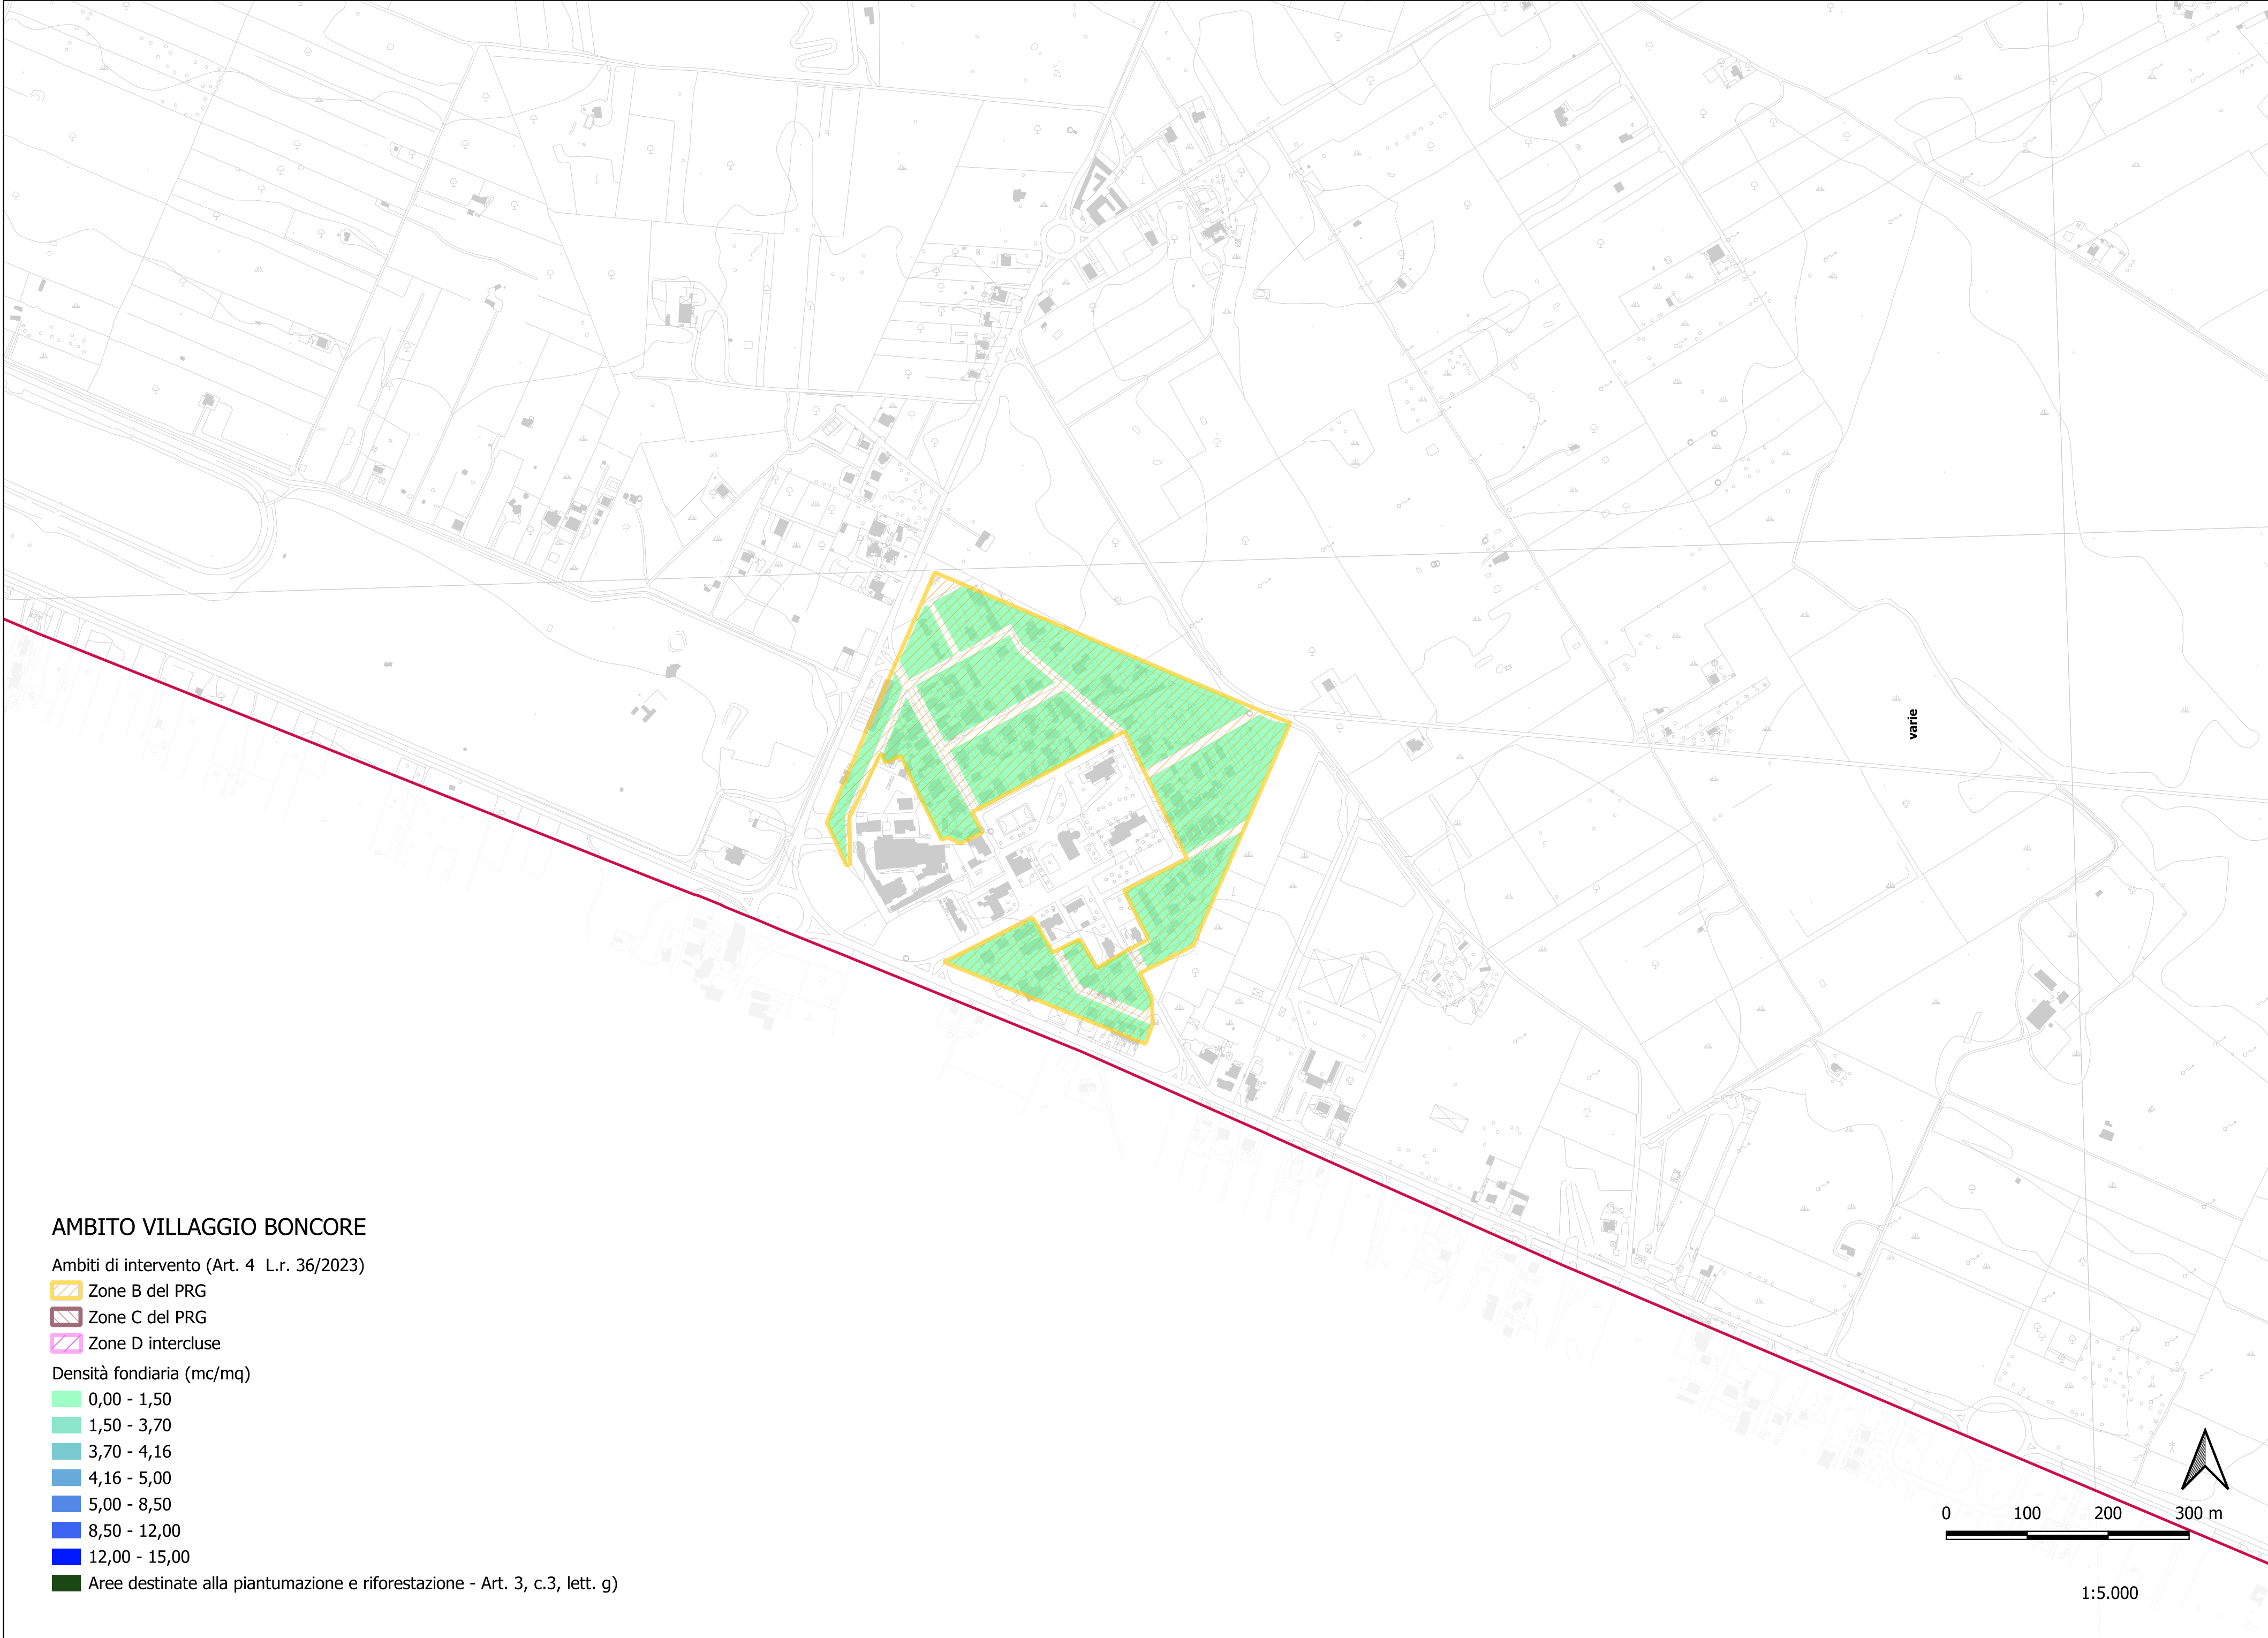 varie
AMBITO VILLAGGIO BONCORE
Ambiti di intervento (Art. 4 L.r. 36/2023)
Zone B del PRG
Zone C del PRG
Zone D intercluse
Densità fondiaria (mc/mq)
0,00 - 1,50
1,50 - 3,70
3,70 - 4,16
4,16 - 5,00
5,00 - 8,50
8,50 - 12,00
12,00 - 15,00
Aree destinate alla piantumazione e riforestazione - Art. 3, c.3, lett. g)
0 100 200 300 m
1:5.000